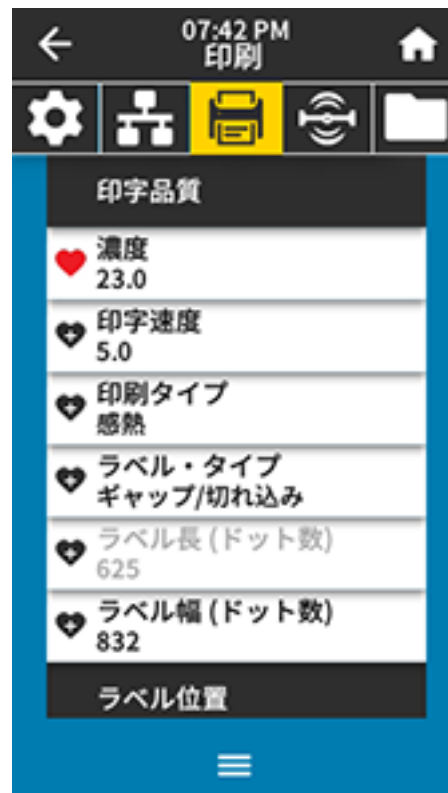 07:42 PM
印刷
印字品質
濃度
23.0
印字速度
5.0
印刷タイプ
感熱
ラベル・タイプ
ギャップ/切れ込み
ラベル長 (ドット数)
625
ラベル幅 (ドット数)
832
ラベル位置